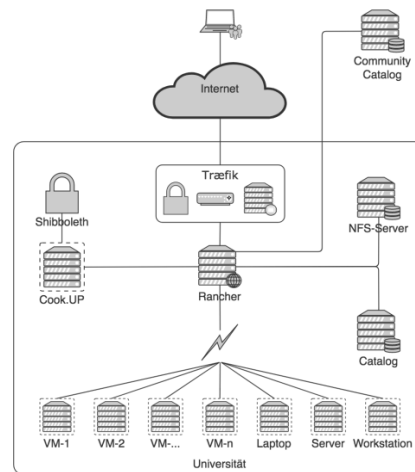 Internet
Community
Catalog
Træfik
Shibboleth
NFS-Server
Cook.UP
Rancher
Catalog
VM-1
VM-2
VM-...
VM-n
Laptop
Server
Workstation
Universität